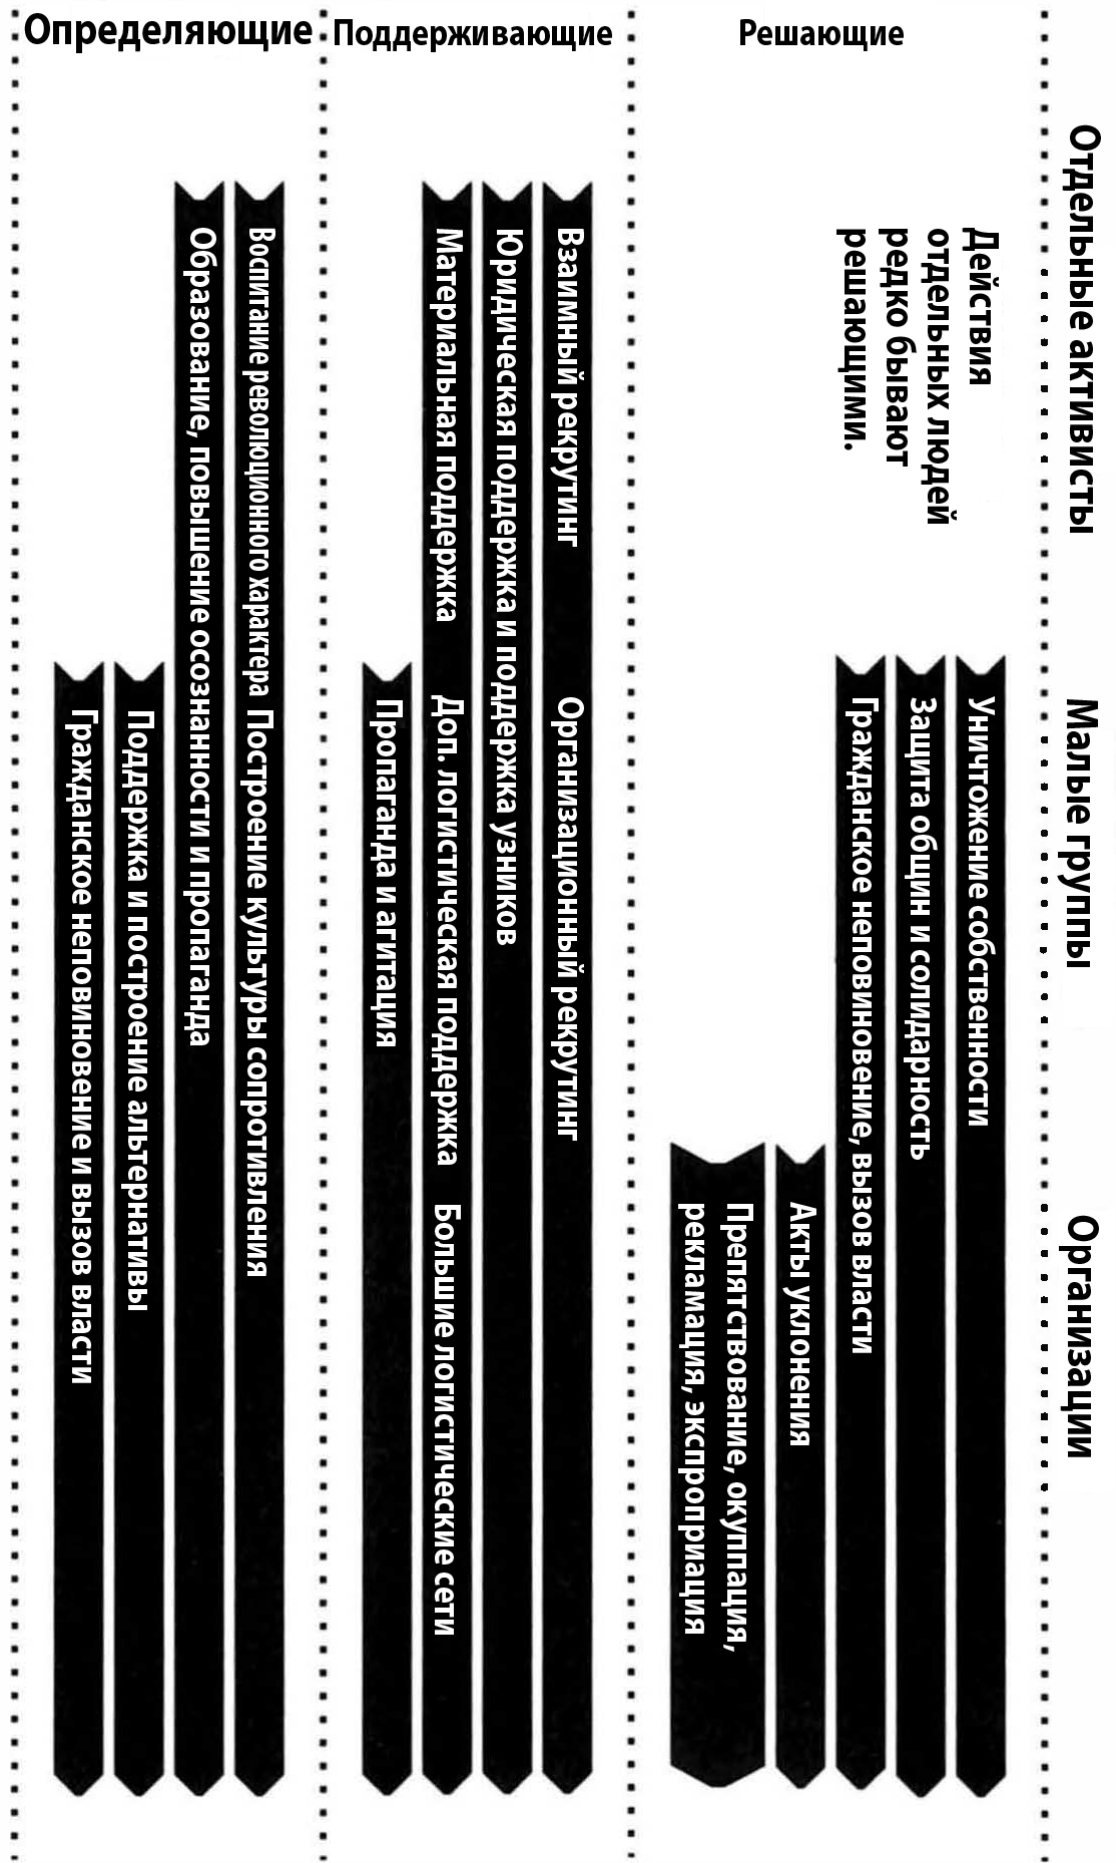 Определяющие
Поддерживающие
Решающие
Отдельные активисты
Малые группы
Организации
Действия
отдельных людей
редко бывают
решающими.
Уничтожение собственности
Защита общин и солидарность
Гражданское неповиновение, вызов власти
Акты уклонения
Препятствование, окуппация,
рекламация, экспроприация
Взаимный рекрутинг
Организационный рекрутинг
Юридическая поддержка и поддержка узников
Материальная поддержка
Доп. логистическая поддержка
Большие логистические сети
Пропаганда и агитация
Воспитание революционного характера
Построение культуры сопротивления
Образование, повышение осознанности и пропаганда
Поддержка и построение альтернативы
Гражданское неповиновение и вызов власти